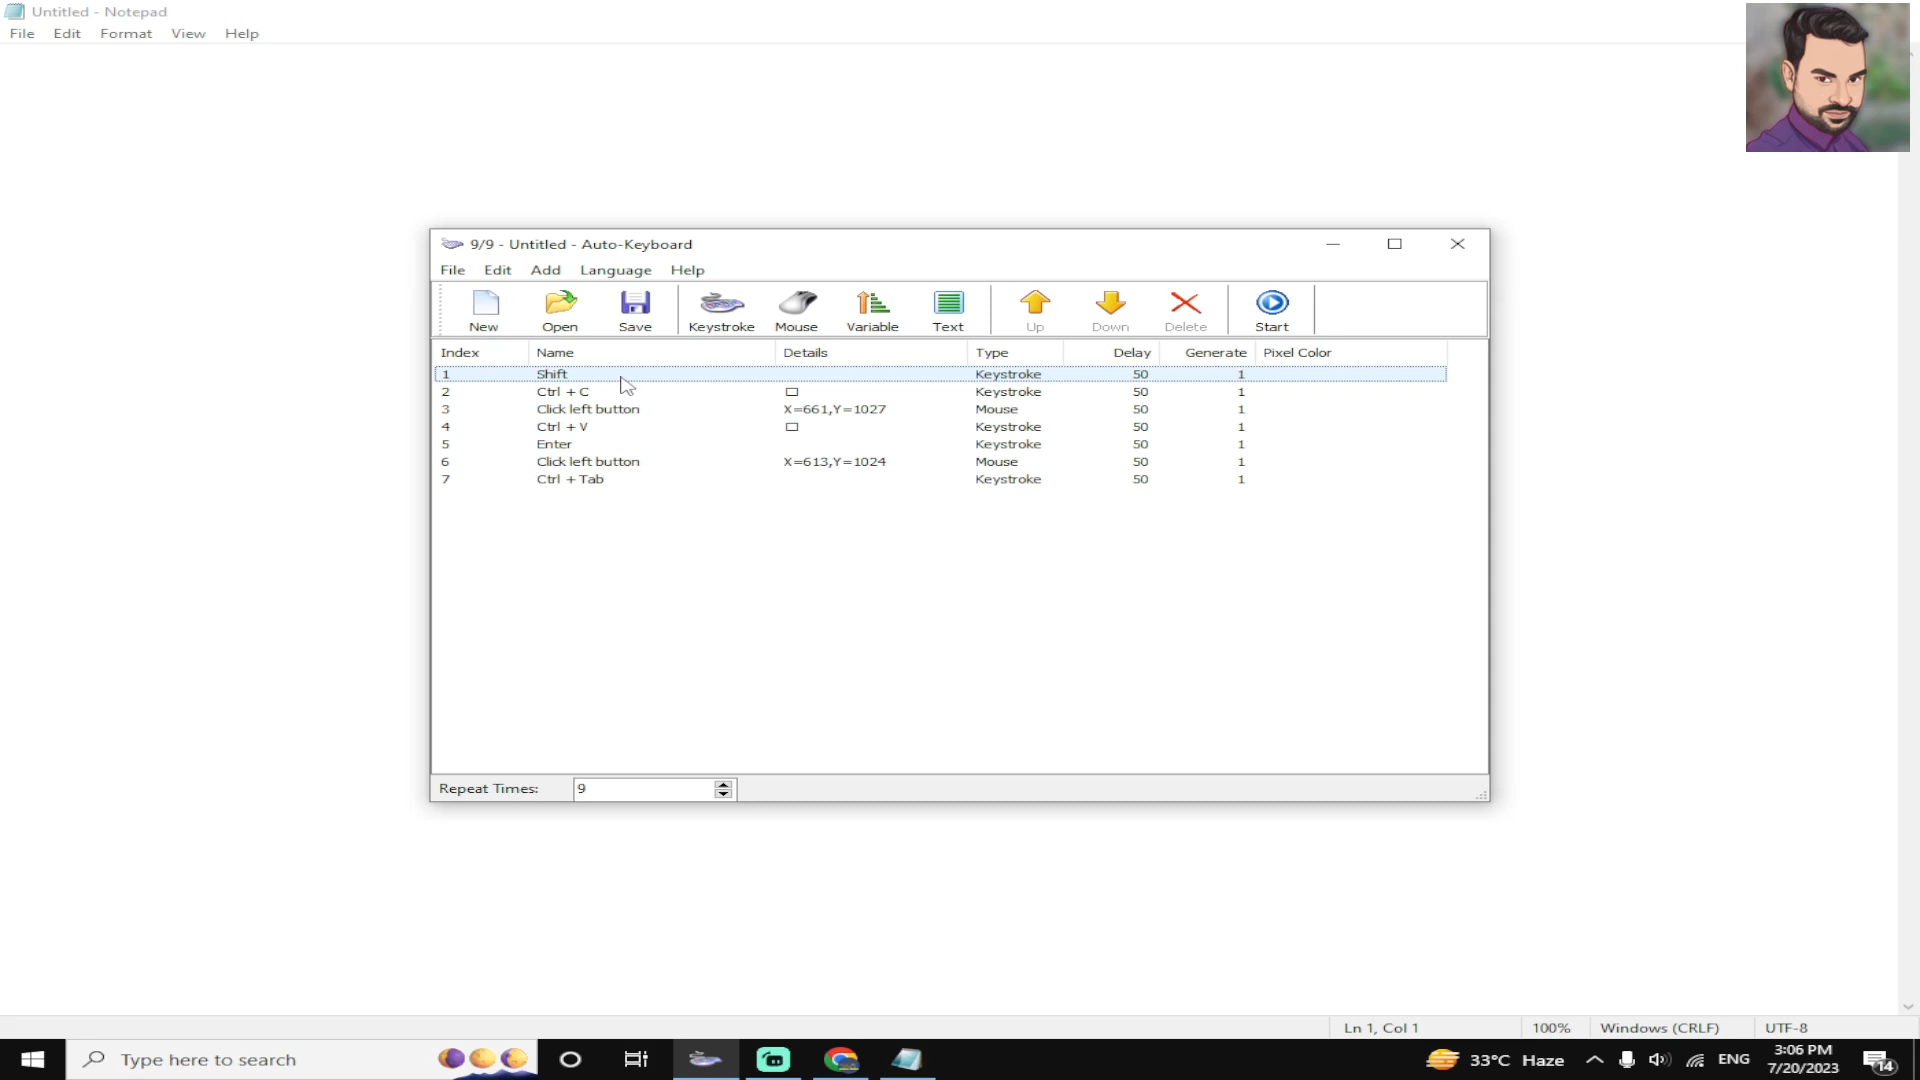 Untitled - Notepad
File Edit Format View Help
9/9 - Untitled - Auto-Keyboard
File Edit Add Language Help
New Open Save Keystroke Mouse Variable Text Up Down Delete Start
Index Name Details Type Delay Generate Pixel Color
1 Shift Keystroke 50 1
2 Ctrl + C Keystroke 50 1
3 Click left button X=661,Y=1027 Mouse 50 1
4 Ctrl + V Keystroke 50 1
5 Enter Keystroke 50 1
6 Click left button X=613,Y=1024 Mouse 50 1
7 Ctrl + Tab Keystroke 50 1
Repeat Times: 9
Ln 1, Col 1 100% Windows (CRLF) UTF-8
Type here to search 33°C Haze ENG 3:06 PM
7/20/2023 14